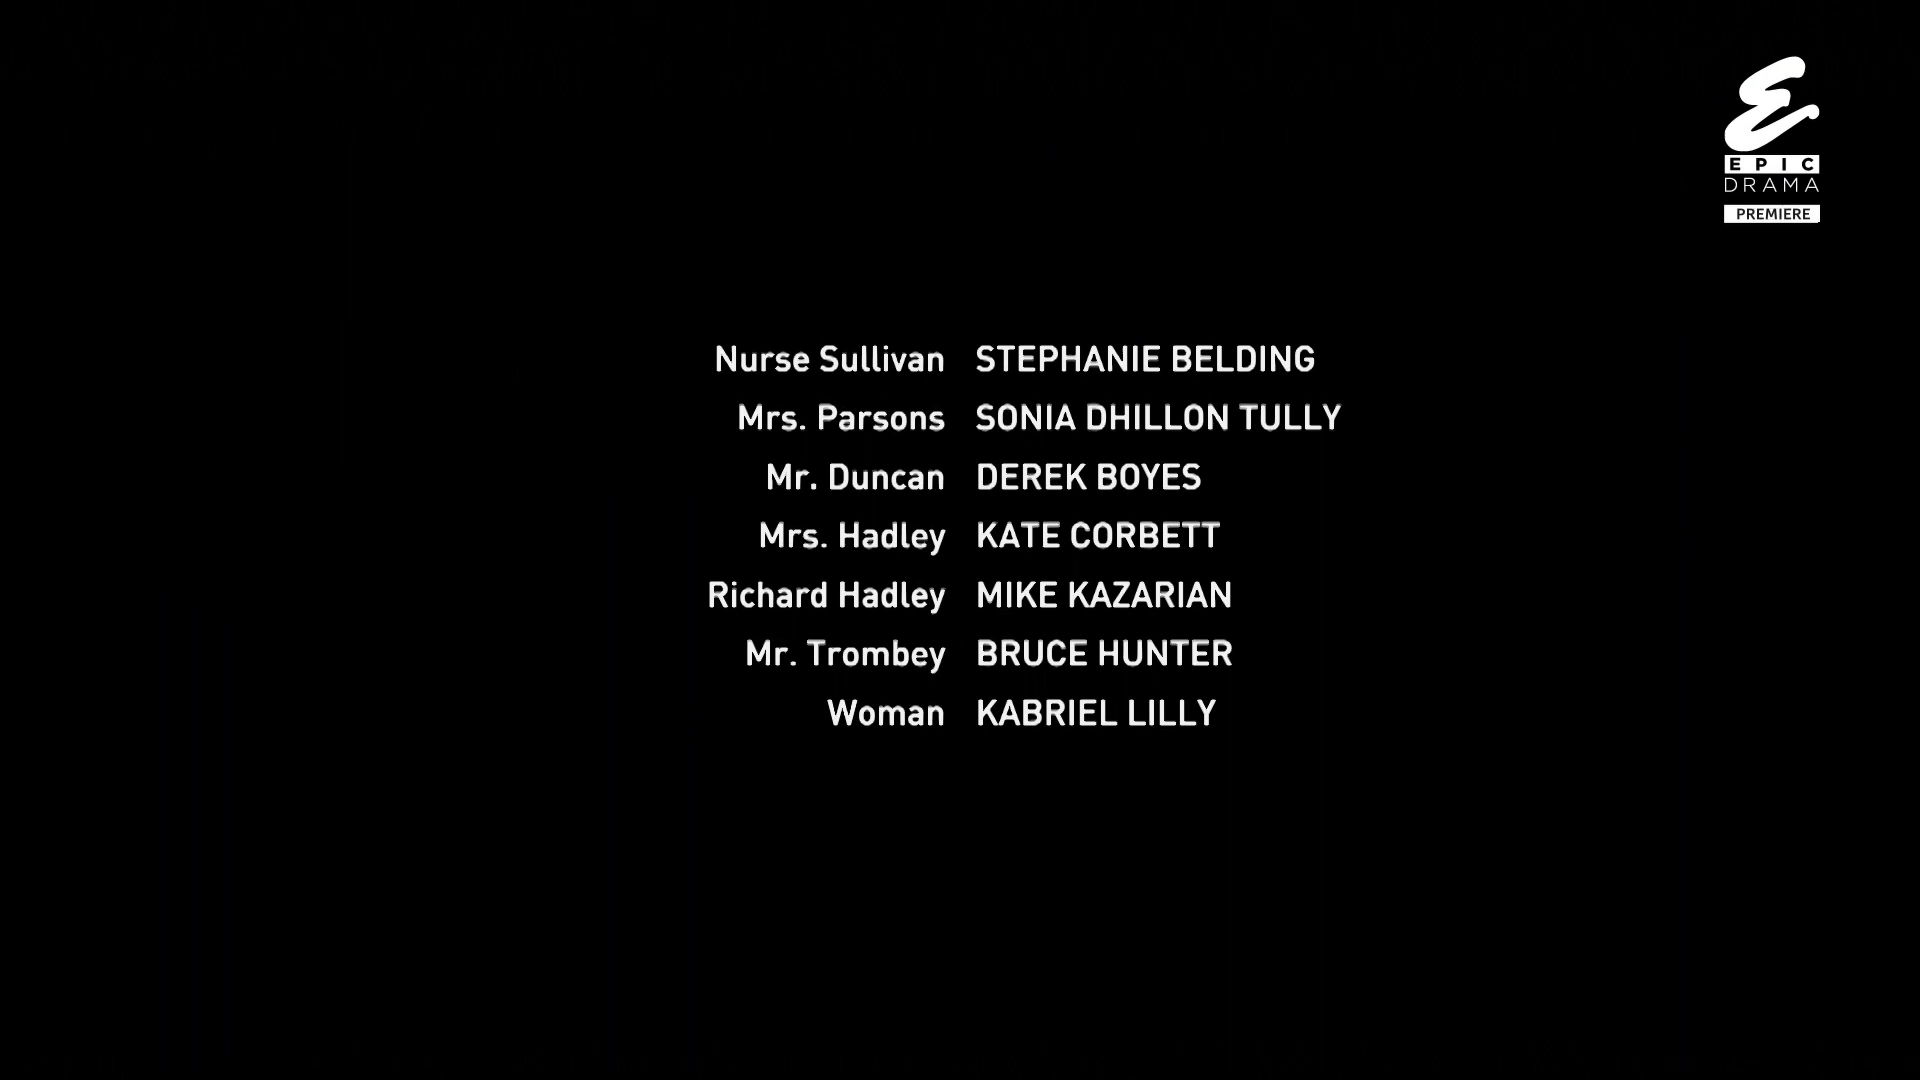 EPIC
DRAMA
PREMIERE
Nurse Sullivan STEPHANIE BELDING
Mrs. Parsons SONIA DHILLON TULLY
Mr. Duncan DEREK BOYES
Mrs. Hadley KATE CORBETT
Richard Hadley MIKE KAZARIAN
Mr. Trombey BRUCE HUNTER
Woman KABRIEL LILLY